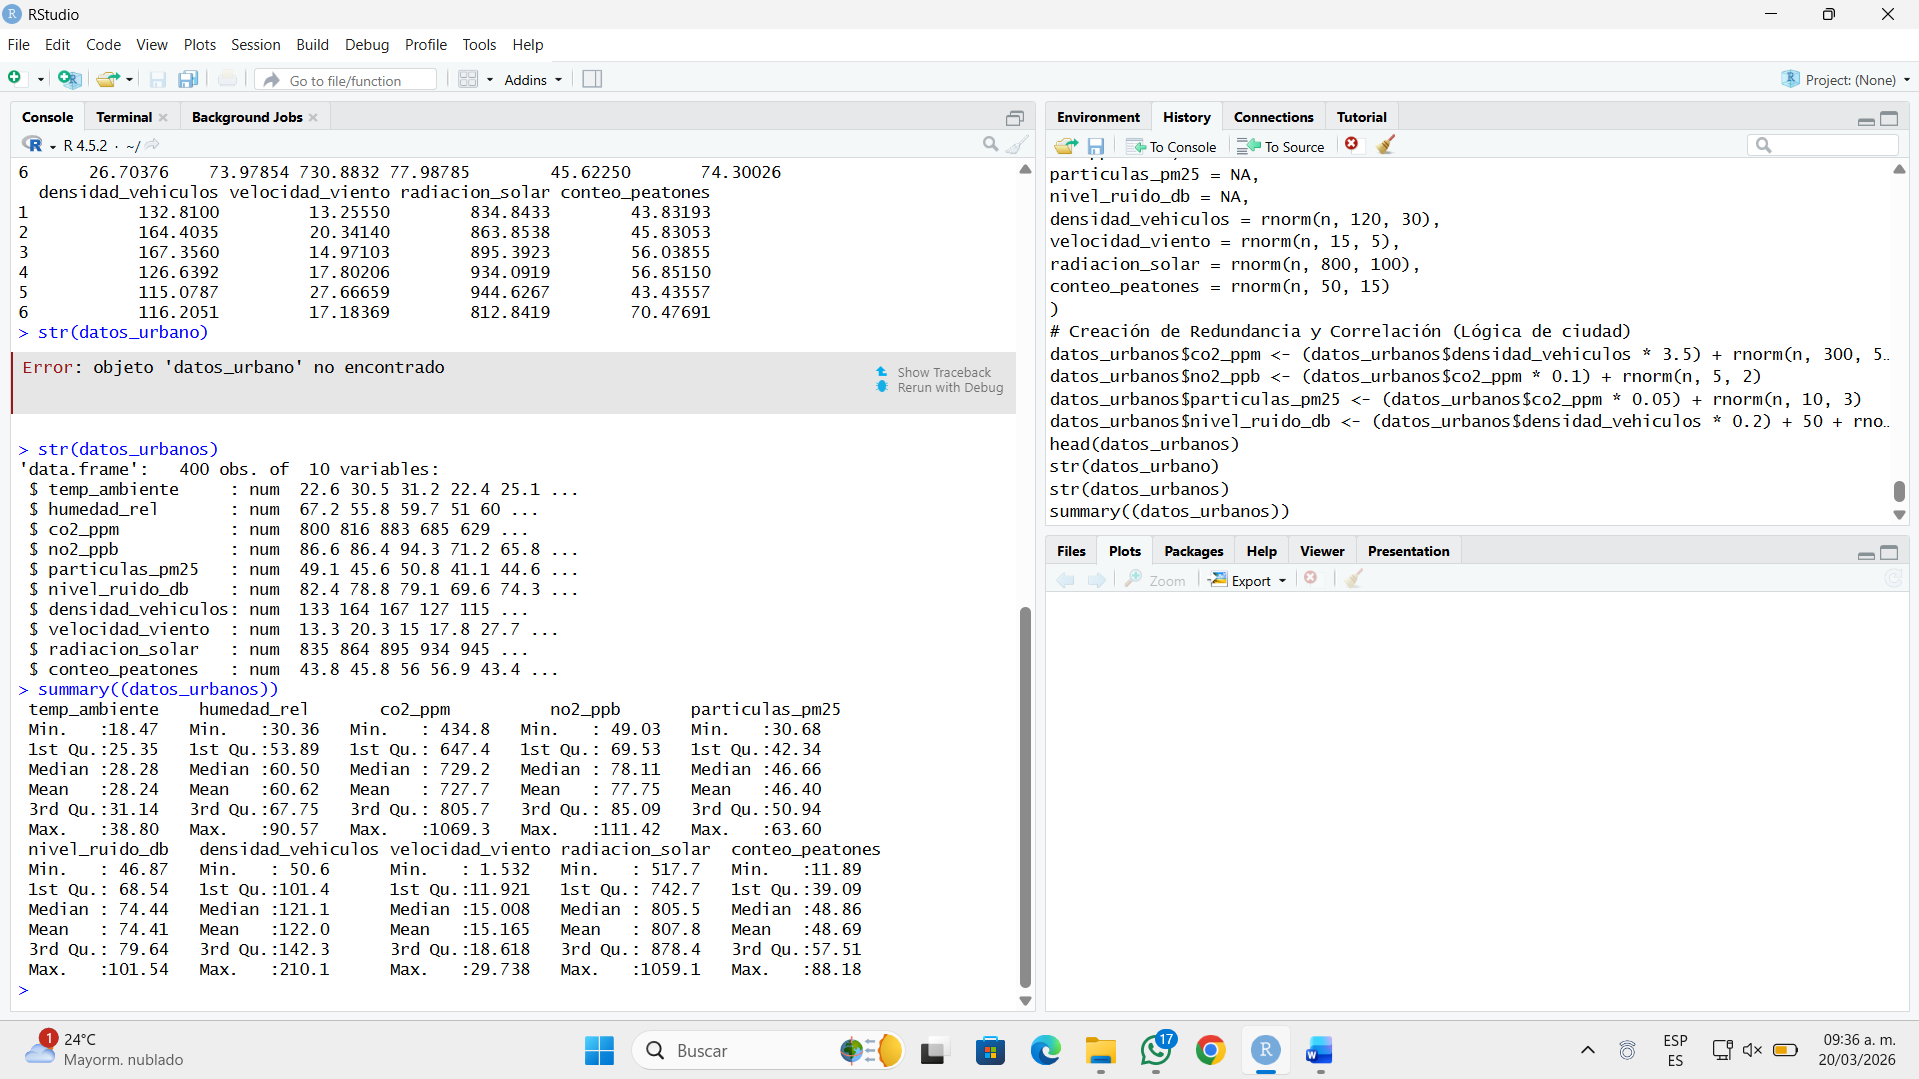 RStudio
File Edit Code View Plots Session Build Debug Profile Tools Help
Go to file/function Addins Project: (None)
Console Terminal Background Jobs
R 4.5.2 · ~/
6 26.70376 73.97854 730.8832 77.98785 45.62250 74.30026
densidad_vehiculos velocidad_viento radiacion_solar conteo_peatones
1 132.8100 13.25550 834.8433 43.83193
2 164.4035 20.34140 863.8538 45.83053
3 167.3560 14.97103 895.3923 56.03855
4 126.6392 17.80206 934.0919 56.85150
5 115.0787 27.66659 944.6267 43.43557
6 116.2051 17.18369 812.8419 70.47691
> str(datos_urbano)
Error: objeto 'datos_urbano' no encontrado
Show Traceback
Rerun with Debug
> str(datos_urbanos)
'data.frame': 400 obs. of 10 variables:
$ temp_ambiente : num 22.6 30.5 31.2 22.4 25.1 ...
$ humedad_rel : num 67.2 55.8 59.7 51 60 ...
$ co2_ppm : num 800 816 883 685 629 ...
$ no2_ppb : num 86.6 86.4 94.3 71.2 65.8 ...
$ particulas_pm25 : num 49.1 45.6 50.8 41.1 44.6 ...
$ nivel_ruido_db : num 82.4 78.8 79.1 69.6 74.3 ...
$ densidad_vehiculos: num 133 164 167 127 115 ...
$ velocidad_viento : num 13.3 20.3 15 17.8 27.7 ...
$ radiacion_solar : num 835 864 895 934 945 ...
$ conteo_peatones : num 43.8 45.8 56 56.9 43.4 ...
> summary((datos_urbanos))
temp_ambiente humedad_rel co2_ppm no2_ppb particulas_pm25
Min. :18.47 Min. :30.36 Min. : 434.8 Min. : 49.03 Min. :30.68
1st Qu.:25.35 1st Qu.:53.89 1st Qu.: 647.4 1st Qu.: 69.53 1st Qu.:42.34
Median :28.28 Median :60.50 Median : 729.2 Median : 78.11 Median :46.66
Mean :28.24 Mean :60.62 Mean : 727.7 Mean : 77.75 Mean :46.40
3rd Qu.:31.14 3rd Qu.:67.75 3rd Qu.: 805.7 3rd Qu.: 85.09 3rd Qu.:50.94
Max. :38.80 Max. :90.57 Max. :1069.3 Max. :111.42 Max. :63.60
nivel_ruido_db densidad_vehiculos velocidad_viento radiacion_solar conteo_peatones
Min. : 46.87 Min. : 50.6 Min. : 1.532 Min. : 517.7 Min. :11.89
1st Qu.: 68.54 1st Qu.:101.4 1st Qu.:11.921 1st Qu.: 742.7 1st Qu.:39.09
Median : 74.44 Median :121.1 Median :15.008 Median : 805.5 Median :48.86
Mean : 74.41 Mean :122.0 Mean :15.165 Mean : 807.8 Mean :48.69
3rd Qu.: 79.64 3rd Qu.:142.3 3rd Qu.:18.618 3rd Qu.: 878.4 3rd Qu.:57.51
Max. :101.54 Max. :210.1 Max. :29.738 Max. :1059.1 Max. :88.18
>
Environment History Connections Tutorial
To Console To Source
particulas_pm25 = NA,
nivel_ruido_db = NA,
densidad_vehiculos = rnorm(n, 120, 30),
velocidad_viento = rnorm(n, 15, 5),
radiacion_solar = rnorm(n, 800, 100),
conteo_peatones = rnorm(n, 50, 15)
)
# Creación de Redundancia y Correlación (Lógica de ciudad)
datos_urbanos$co2_ppm <- (datos_urbanos$densidad_vehiculos * 3.5) + rnorm(n, 300, 5…
datos_urbanos$no2_ppb <- (datos_urbanos$co2_ppm * 0.1) + rnorm(n, 5, 2)
datos_urbanos$particulas_pm25 <- (datos_urbanos$co2_ppm * 0.05) + rnorm(n, 10, 3)
datos_urbanos$nivel_ruido_db <- (datos_urbanos$densidad_vehiculos * 0.2) + 50 + rno…
head(datos_urbanos)
str(datos_urbano)
str(datos_urbanos)
summary((datos_urbanos))
Files Plots Packages Help Viewer Presentation
Zoom Export
1 24°C
Mayorm. nublado
Buscar
17
ESP
ES
09:36 a. m.
20/03/2026